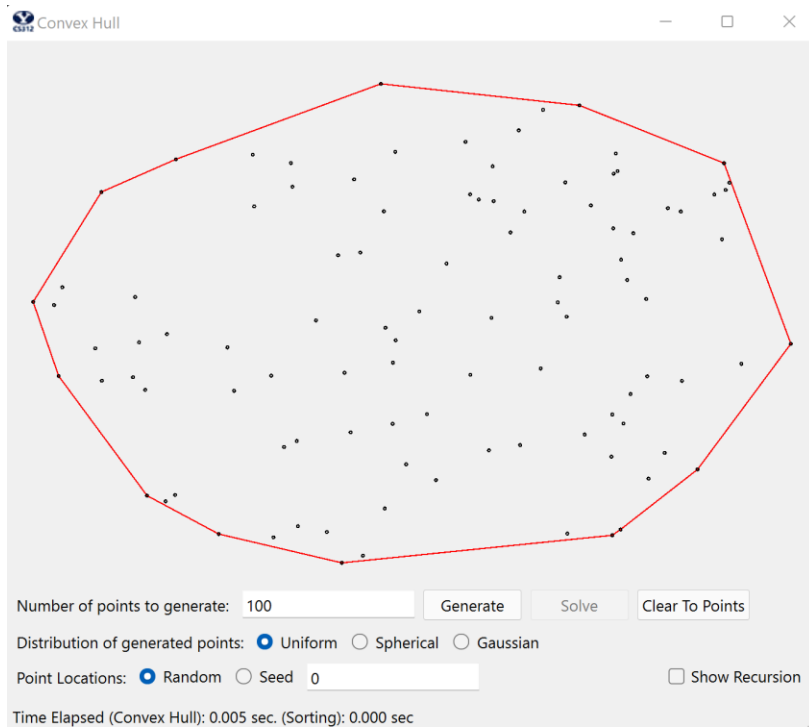 CS312 Convex Hull
Number of points to generate: 100 Generate Solve Clear To Points
Distribution of generated points: Uniform Spherical Gaussian
Point Locations: Random Seed 0 Show Recursion
Time Elapsed (Convex Hull): 0.005 sec. (Sorting): 0.000 sec